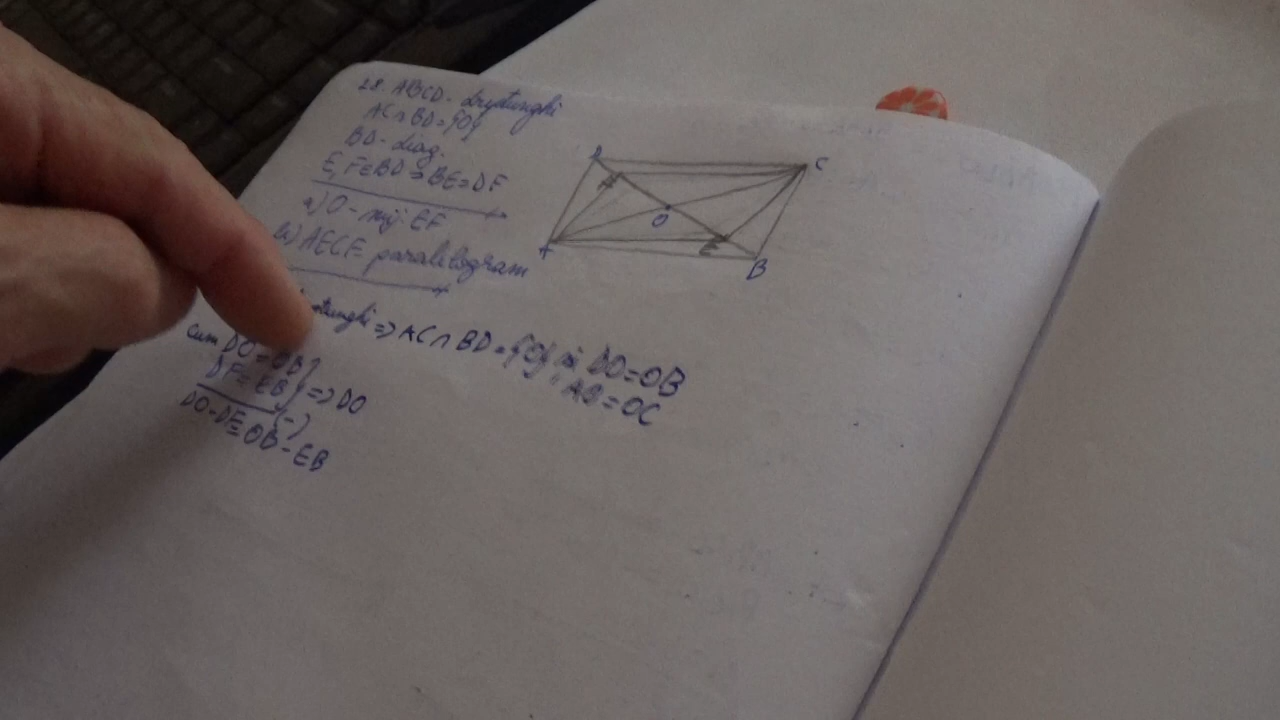 28. ABCD - dreptunghi
AC∩BD={O}
BD - diag.
E, F∈BD → BE=DF
a) O - mij. EF
b) AECF paralelogram
D
C
F
O
A
E
B
⇒ AC∩BD={O} și DO=OB
AO=OC
cum DO=OB
DF=EB } ⇒ DO
(-)
DO-DF=OB-EB